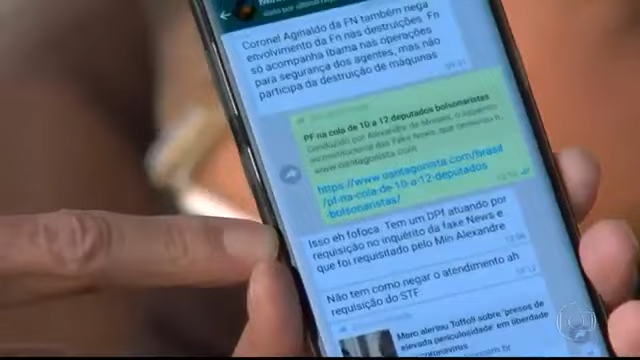 Coronel Aginaldo da FN também nega
envolvimento da Fn nas destruições. Fn
só acompanha Ibama nas operações
para segurança dos agentes, mas não
participa da destruição de máquinas
PF na cola de 10 a 12 deputados bolsonaristas
Conduzido por Alexandre de Moraes, o inquérito
das Fake News, que
www.oantagonista.com
https://www.oantagonista.com/brasil
/pf-na-cola-de-10-a-12-deputados
-bolsonaristas/
Isso eh fofoca. Tem um DPF atuando por
requisição no inquérito da fake News e
que foi requisitado pelo Min Alexandre
Não tem como negar o atendimento ah
requisição do STF
Moro alertou Toffoli sobre 'presos de
elevada periculosidade' em liberdade